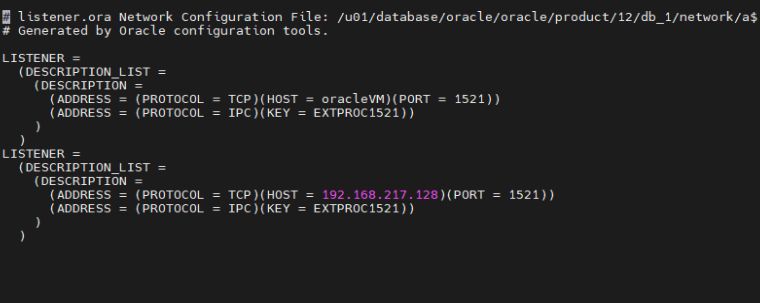 # listener.ora Network Configuration File: /u01/database/oracle/oracle/product/12/db_1/network/a$
# Generated by Oracle configuration tools.

LISTENER =
  (DESCRIPTION_LIST =
    (DESCRIPTION =
      (ADDRESS = (PROTOCOL = TCP)(HOST = oracleVM)(PORT = 1521))
      (ADDRESS = (PROTOCOL = IPC)(KEY = EXTPROC1521))
    )
  )
LISTENER =
  (DESCRIPTION_LIST =
    (DESCRIPTION =
      (ADDRESS = (PROTOCOL = TCP)(HOST = 192.168.217.128)(PORT = 1521))
      (ADDRESS = (PROTOCOL = IPC)(KEY = EXTPROC1521))
    )
  )